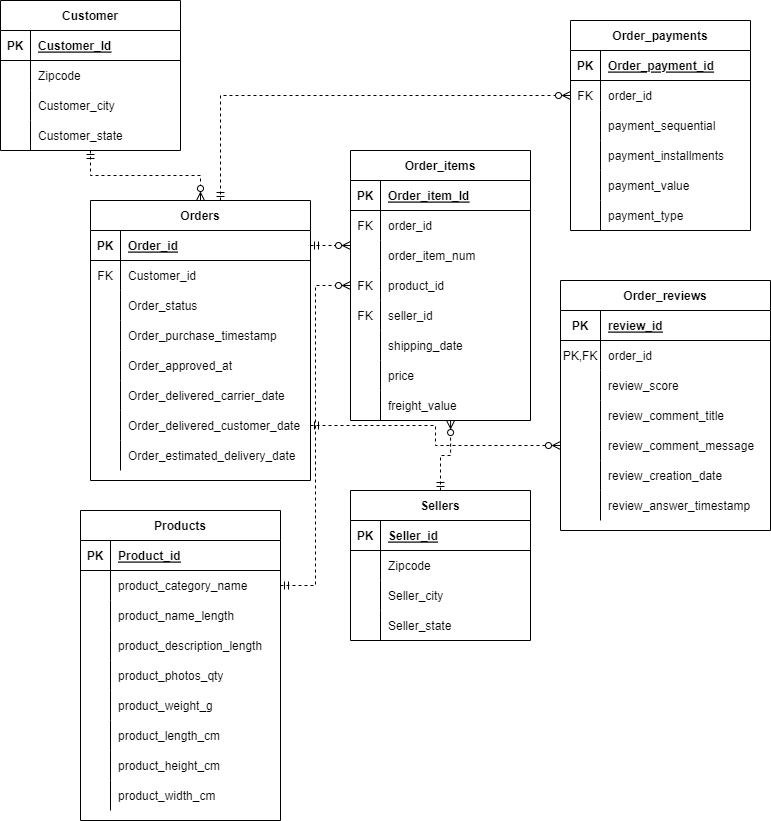 Customer
PK Customer_Id
Zipcode
Customer_city
Customer_state
Order_payments
PK Order_payment_id
FK order_id
payment_sequential
payment_installments
payment_value
payment_type
Order_items
PK Order_item_Id
FK order_id
order_item_num
FK product_id
FK seller_id
shipping_date
price
freight_value
Orders
PK Order_id
FK Customer_id
Order_status
Order_purchase_timestamp
Order_approved_at
Order_delivered_carrier_date
Order_delivered_customer_date
Order_estimated_delivery_date
Order_reviews
PK review_id
PK,FK order_id
review_score
review_comment_title
review_comment_message
review_creation_date
review_answer_timestamp
Sellers
PK Seller_id
Zipcode
Seller_city
Seller_state
Products
PK Product_id
product_category_name
product_name_length
product_description_length
product_photos_qty
product_weight_g
product_length_cm
product_height_cm
product_width_cm